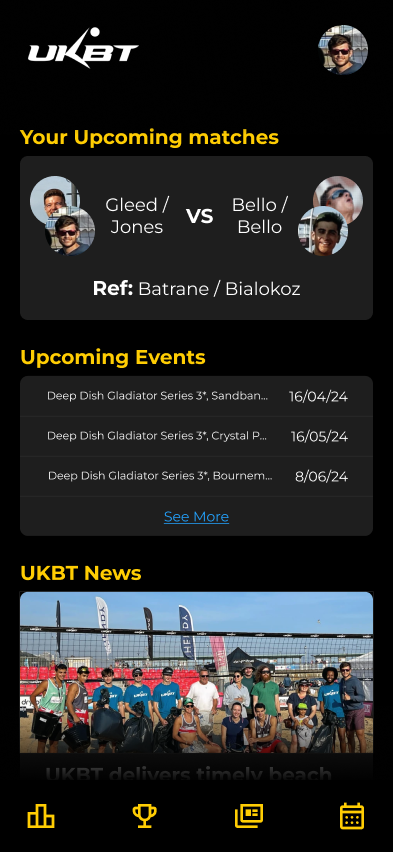 UKBT
Your Upcoming matches
Gleed / Jones
VS
Bello / Bello
Ref: Batrane / Bialokoz
Upcoming Events
Deep Dish Gladiator Series 3*, Sandban... 16/04/24
Deep Dish Gladiator Series 3*, Crystal P... 16/05/24
Deep Dish Gladiator Series 3*, Bournem... 8/06/24
See More
UKBT News
UKBT delivers timely beach